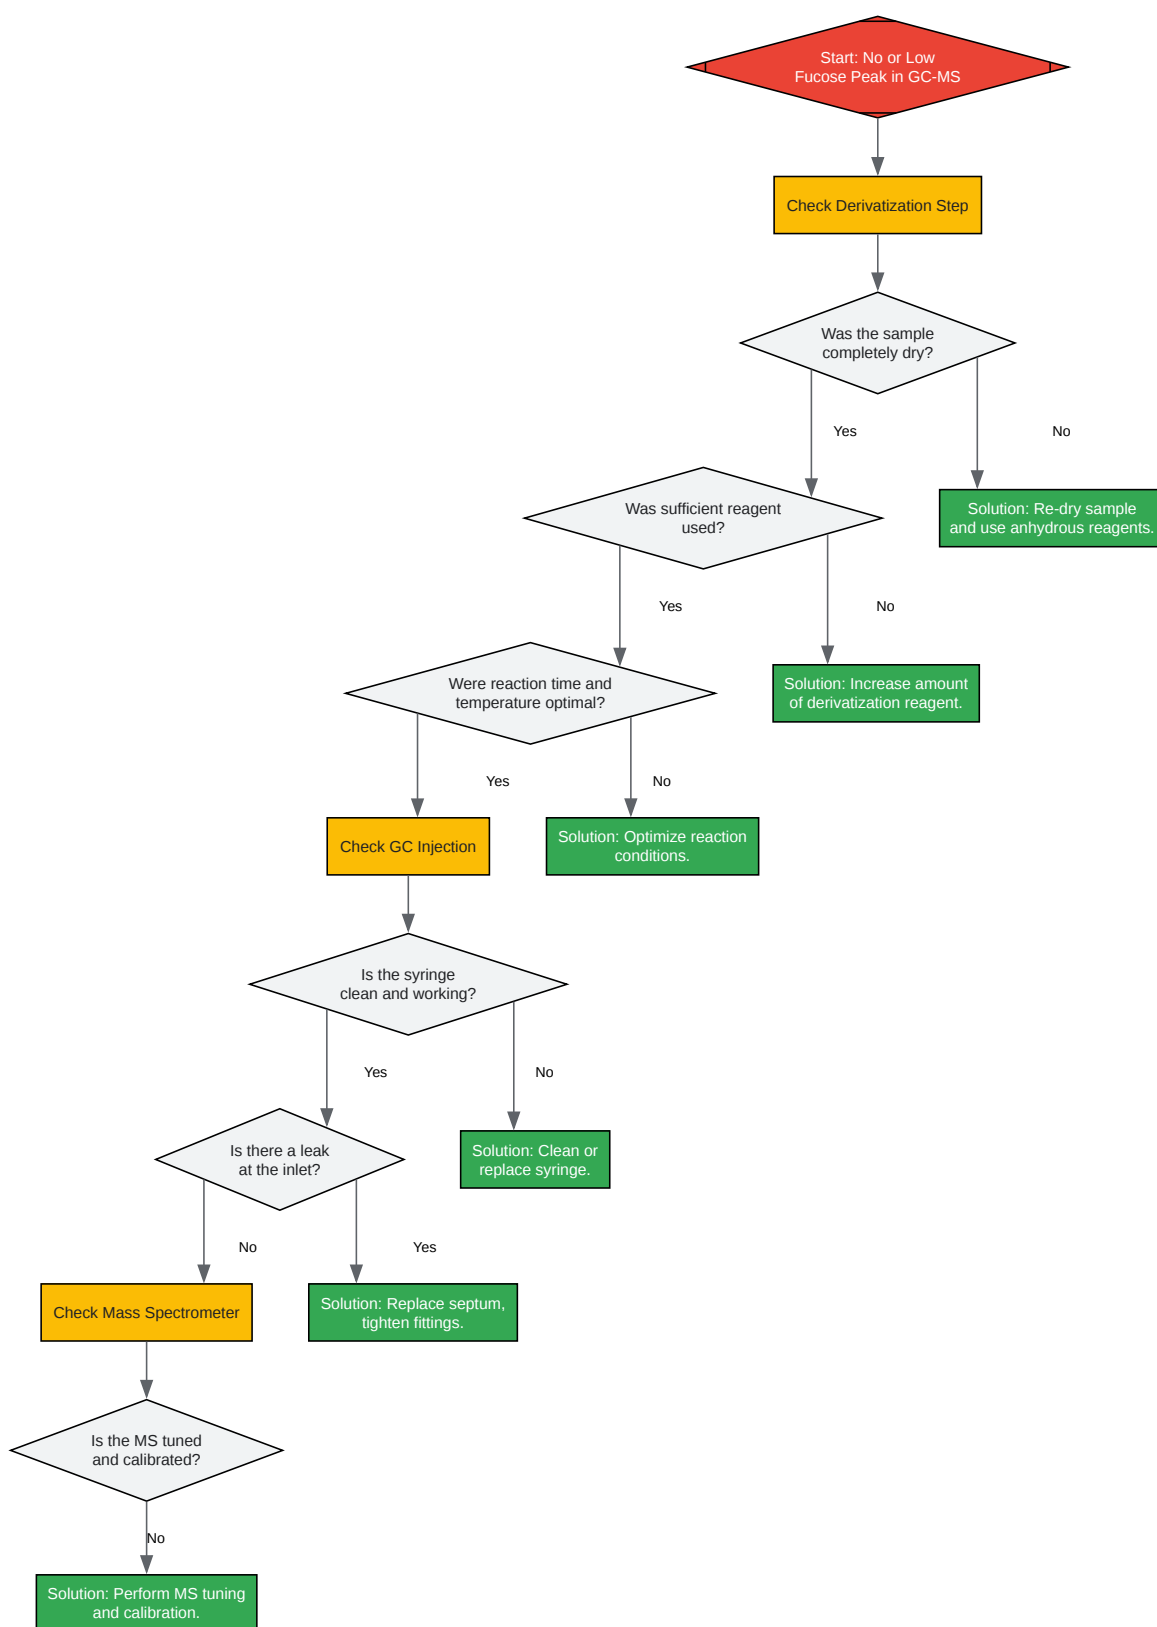 Start: No or Low
Fucose Peak in GC-MS
Check Derivatization Step
Was the sample
completely dry?
Yes
No
Was sufficient reagent
used?
Solution: Re-dry sample
and use anhydrous reagents.
Yes
No
Were reaction time and
temperature optimal?
Solution: Increase amount
of derivatization reagent.
Yes
No
Check GC Injection
Solution: Optimize reaction
conditions.
Is the syringe
clean and working?
Yes
No
Is there a leak
at the inlet?
Solution: Clean or
replace syringe.
No
Yes
Check Mass Spectrometer
Solution: Replace septum,
tighten fittings.
Is the MS tuned
and calibrated?
No
Solution: Perform MS tuning
and calibration.